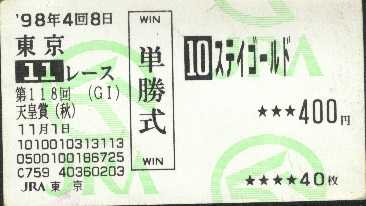 '98年4回8日
東京
11レース
第118回 (GI)
天皇賞(秋)
11月1日
1010010313113
0500100186725
C759 40360203
JRA 東京
WIN
単勝式
WIN
10 ステイゴールド
★★★400円
★★★★40枚